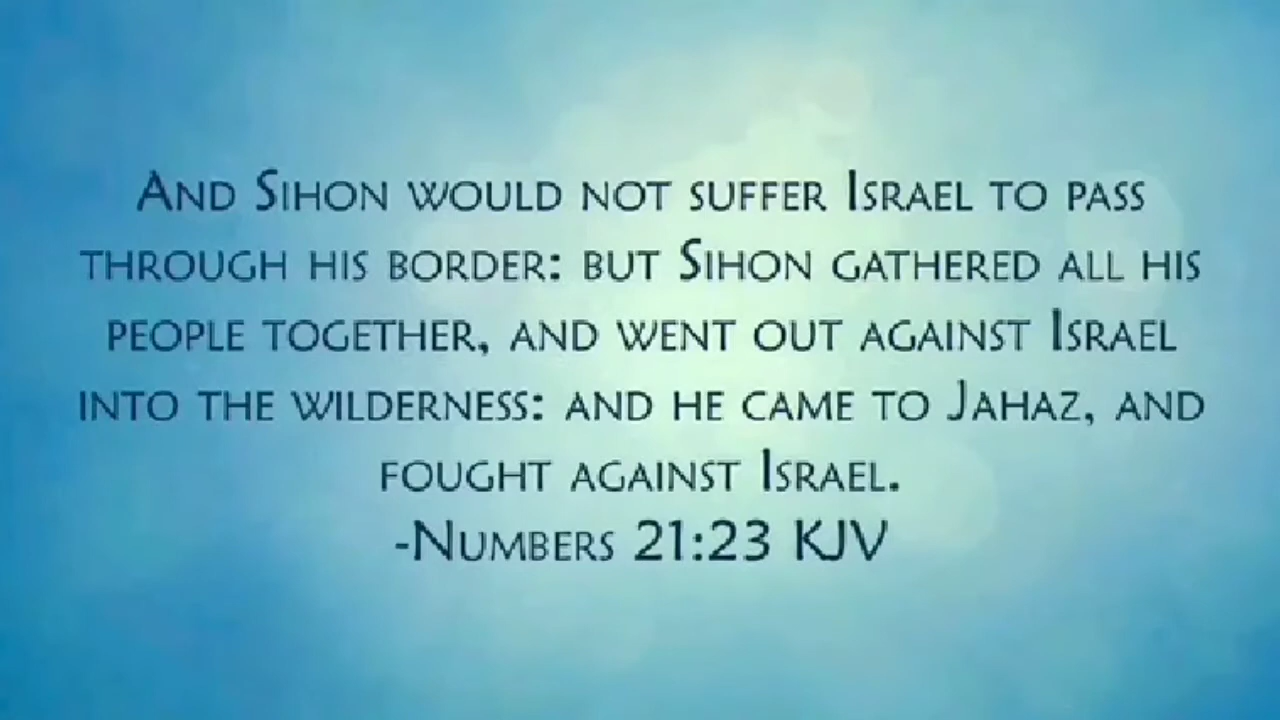 And Sihon would not suffer Israel to pass
through his border: but Sihon gathered all his
people together, and went out against Israel
into the wilderness: and he came to Jahaz, and
fought against Israel.
-Numbers 21:23 KJV